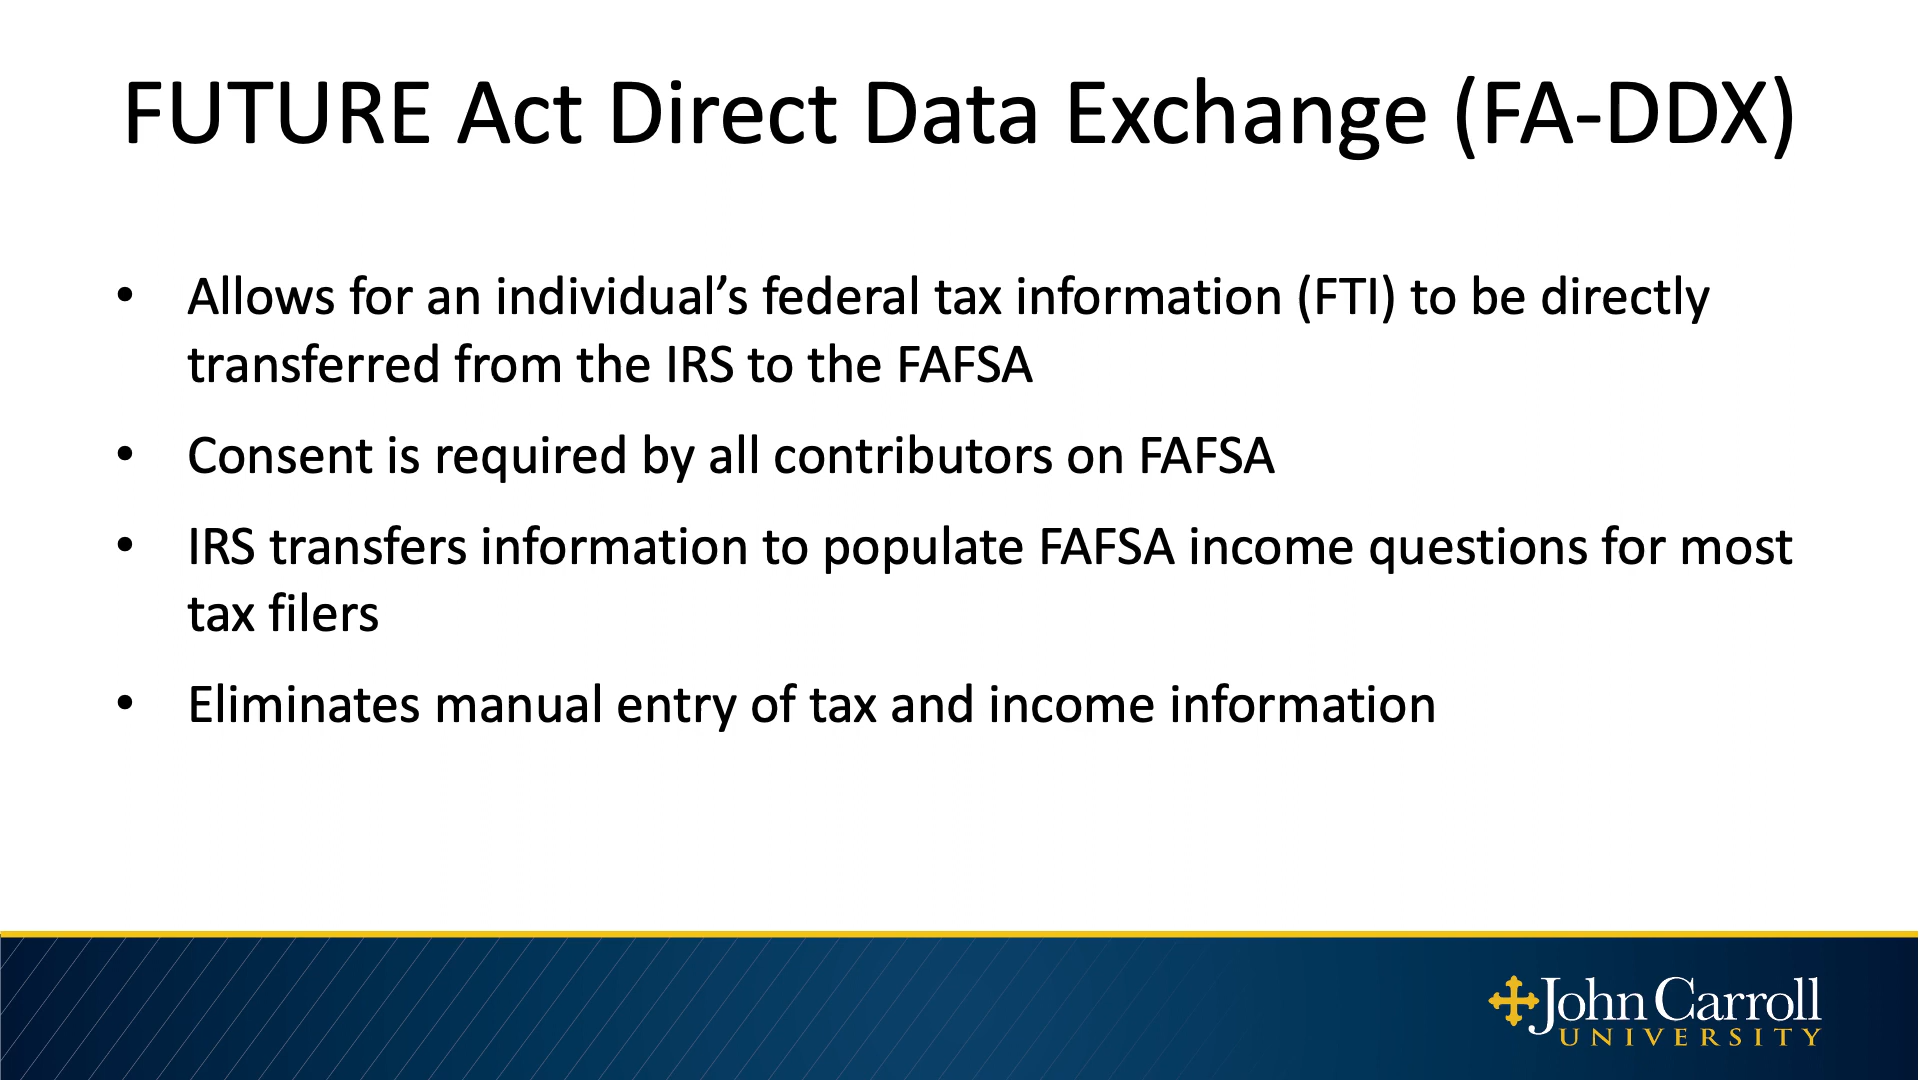 FUTURE Act Direct Data Exchange (FA-DDX)
• Allows for an individual’s federal tax information (FTI) to be directly
transferred from the IRS to the FAFSA
• Consent is required by all contributors on FAFSA
• IRS transfers information to populate FAFSA income questions for most
tax filers
• Eliminates manual entry of tax and income information
John Carroll
UNIVERSITY